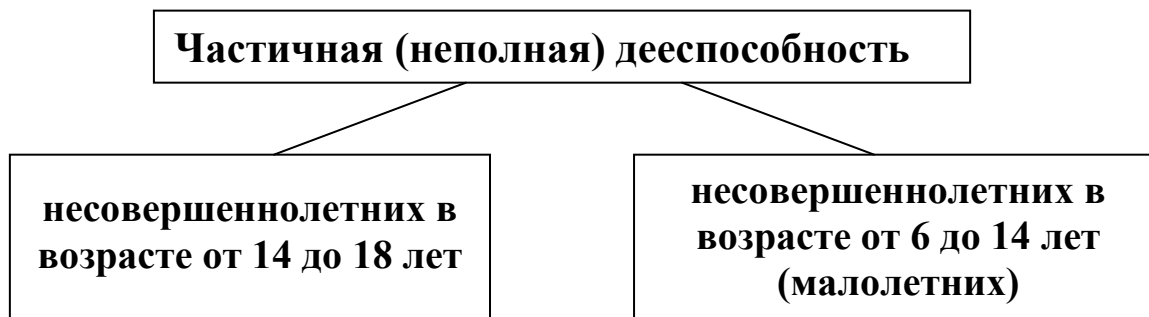 Частичная (неполная) дееспособность
несовершеннолетних в
возрасте от 14 до 18 лет
несовершеннолетних в
возрасте от 6 до 14 лет
(малолетних)